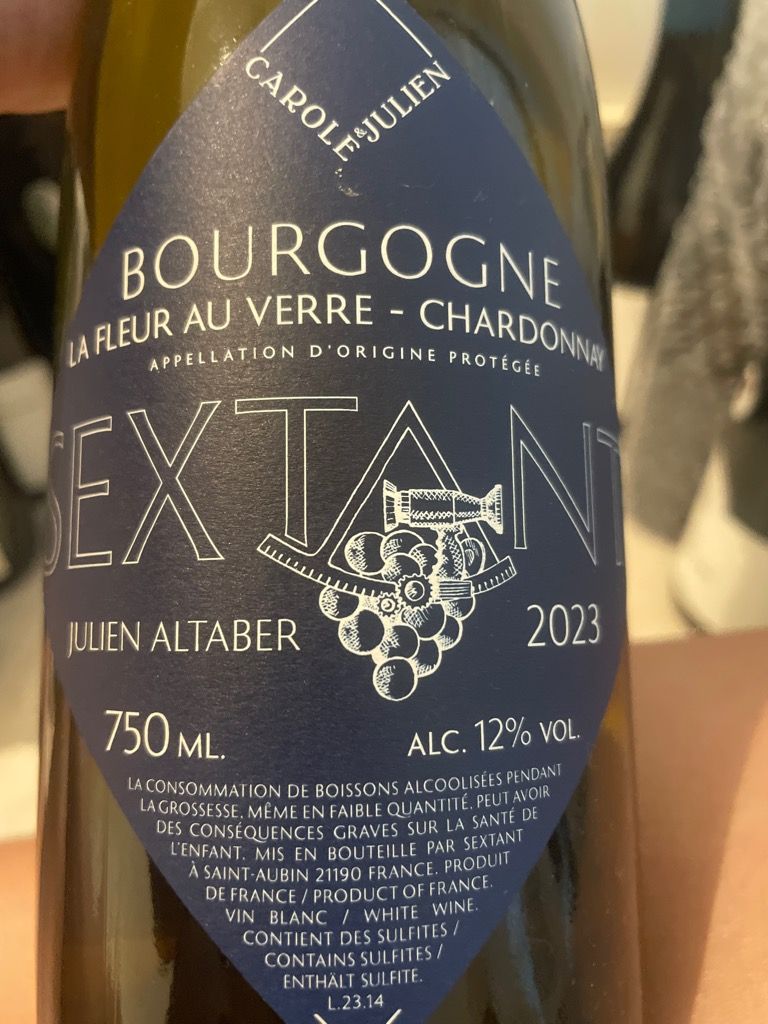 CAROLE & JULIEN
BOURGOGNE
LA FLEUR AU VERRE - CHARDONNAY
APPELLATION D'ORIGINE PROTÉGÉE
SEXTANT
JULIEN ALTABER
2023
750 ML.
ALC. 12% VOL.
LA CONSOMMATION DE BOISSONS ALCOOLISÉES PENDANT
LA GROSSESSE, MÊME EN FAIBLE QUANTITÉ, PEUT AVOIR
DES CONSÉQUENCES GRAVES SUR LA SANTÉ DE
L'ENFANT. MIS EN BOUTEILLE PAR SEXTANT
À SAINT-AUBIN 21190 FRANCE. PRODUIT
DE FRANCE / PRODUCT OF FRANCE.
VIN BLANC / WHITE WINE.
CONTIENT DES SULFITES /
CONTAINS SULFITES /
ENTHÄLT SULFITE.
L.23.14